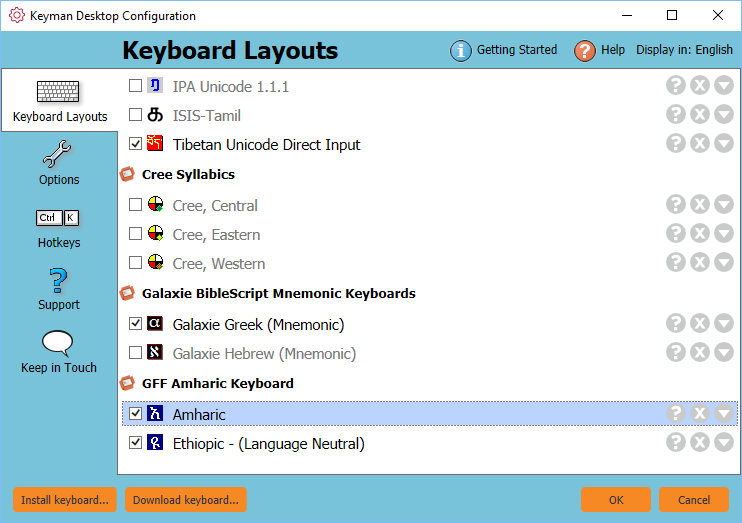 Keyman Desktop Configuration
Keyboard Layouts
Getting Started
Help
Display in: English
Keyboard Layouts
Options
Ctrl K
Hotkeys
Support
Keep in Touch
IPA Unicode 1.1.1
ISIS-Tamil
Tibetan Unicode Direct Input
Cree Syllabics
Cree, Central
Cree, Eastern
Cree, Western
Galaxie BibleScript Mnemonic Keyboards
α Galaxie Greek (Mnemonic)
א Galaxie Hebrew (Mnemonic)
GFF Amharic Keyboard
አ Amharic
Ethiopic - (Language Neutral)
Install keyboard...
Download keyboard...
OK
Cancel